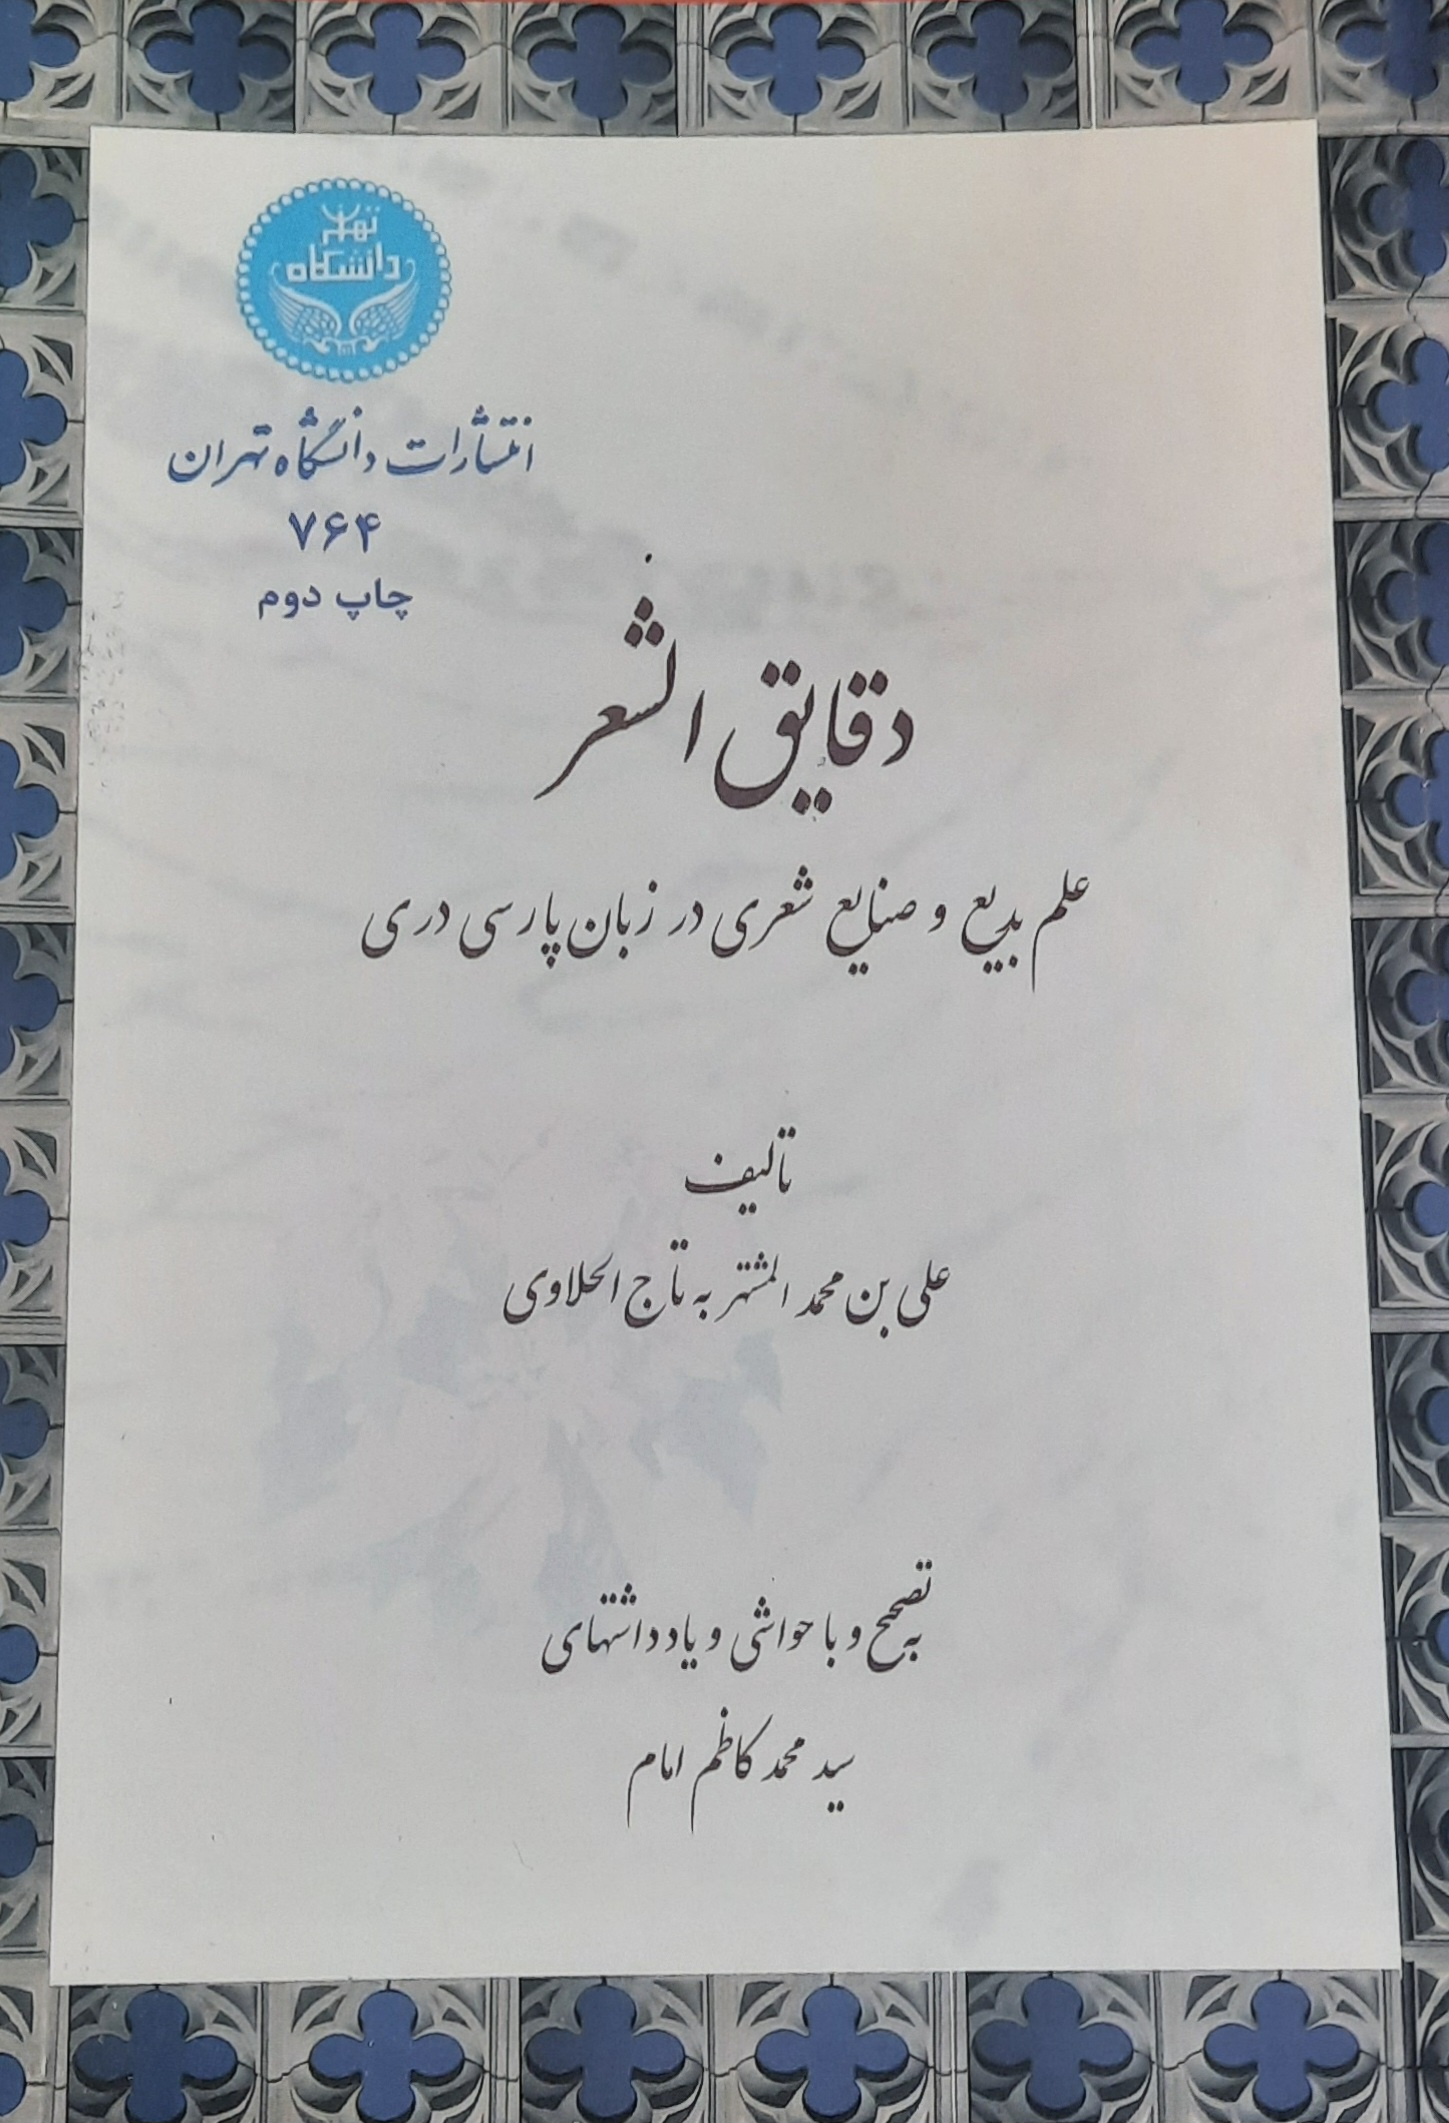 دانشگاه تهران
انتشارات دانشگاه تهران
۷۶۴
چاپ دوم
دقایق الشعر
علم بدیع و صنایع شعری در زبان پارسی دری
تألیف
علی بن محمد المشتهر به تاج الحلاوی
به تصحیح و با حواشی و یادداشتهای
سید محمد کاظم امام